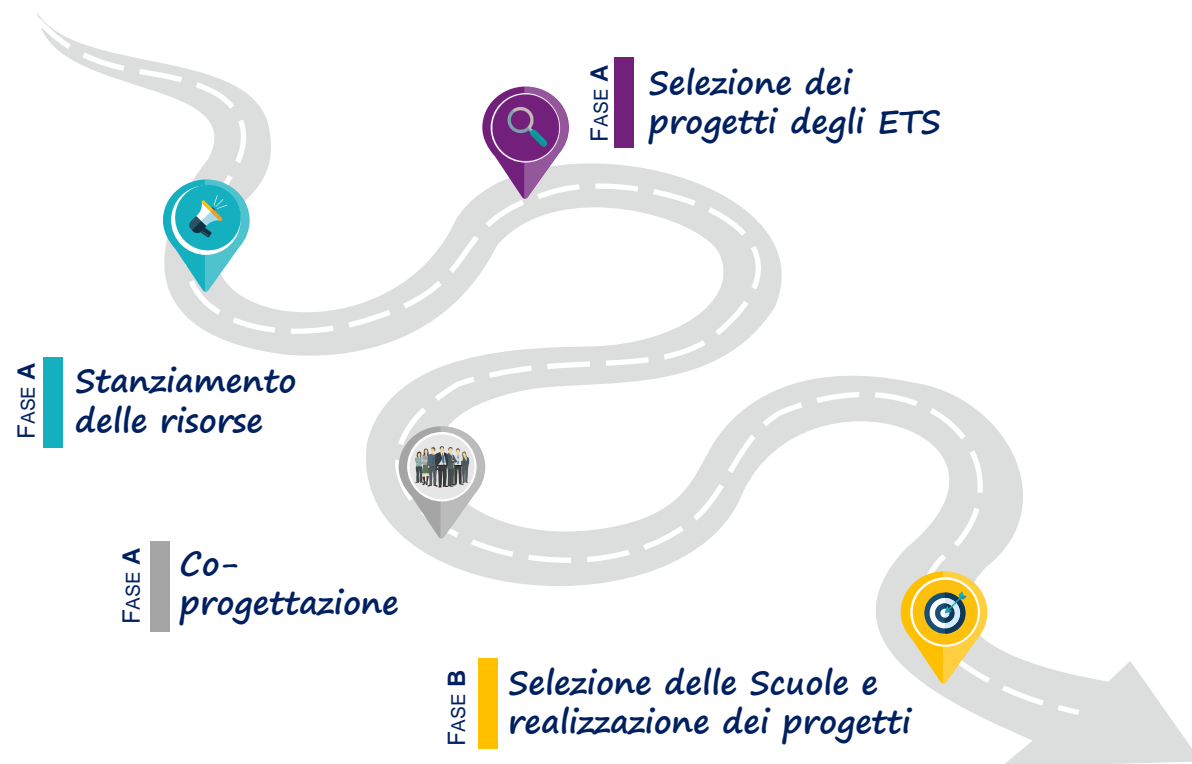 FASE A
Selezione dei
progetti degli ETS
FASE A
Stanziamento
delle risorse
FASE A
Co-
progettazione
FASE B
Selezione delle Scuole e
realizzazione dei progetti